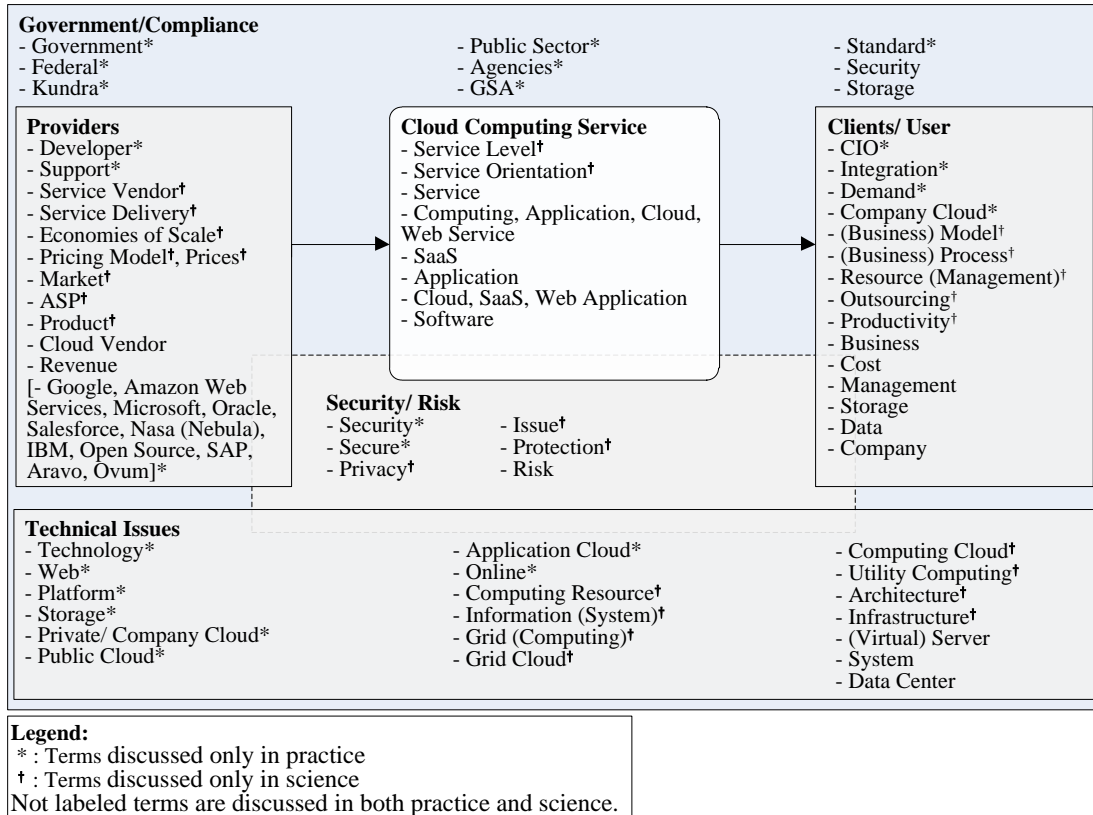 Government/Compliance
- Government*
- Federal*
- Kundra*
- Public Sector*
- Agencies*
- GSA*
- Standard*
- Security
- Storage
Providers
- Developer*
- Support*
- Service Vendor†
- Service Delivery†
- Economies of Scale†
- Pricing Model†, Prices†
- Market†
- ASP†
- Product†
- Cloud Vendor
- Revenue
[- Google, Amazon Web
Services, Microsoft, Oracle,
Salesforce, Nasa (Nebula),
IBM, Open Source, SAP,
Aravo, Ovum]*
Cloud Computing Service
- Service Level†
- Service Orientation†
- Service
- Computing, Application, Cloud,
Web Service
- SaaS
- Application
- Cloud, SaaS, Web Application
- Software
Clients/ User
- CIO*
- Integration*
- Demand*
- Company Cloud*
- (Business) Model†
- (Business) Process†
- Resource (Management)†
- Outsourcing†
- Productivity†
- Business
- Cost
- Management
- Storage
- Data
- Company
Security/ Risk
- Security*
- Secure*
- Privacy†
- Issue†
- Protection†
- Risk
Technical Issues
- Technology*
- Web*
- Platform*
- Storage*
- Private/ Company Cloud*
- Public Cloud*
- Application Cloud*
- Online*
- Computing Resource†
- Information (System)†
- Grid (Computing)†
- Grid Cloud†
- Computing Cloud†
- Utility Computing†
- Architecture†
- Infrastructure†
- (Virtual) Server
- System
- Data Center
Legend:
* : Terms discussed only in practice
† : Terms discussed only in science
Not labeled terms are discussed in both practice and science.